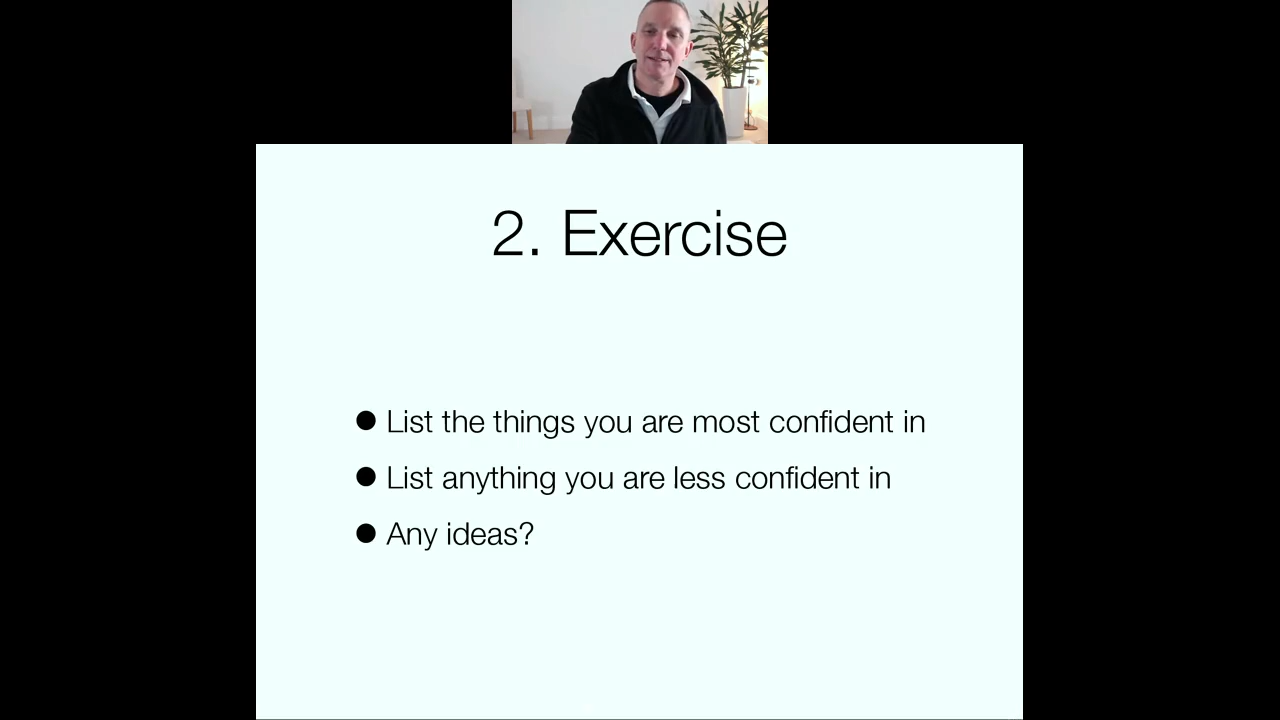 2. Exercise
● List the things you are most confident in
● List anything you are less confident in
● Any ideas?